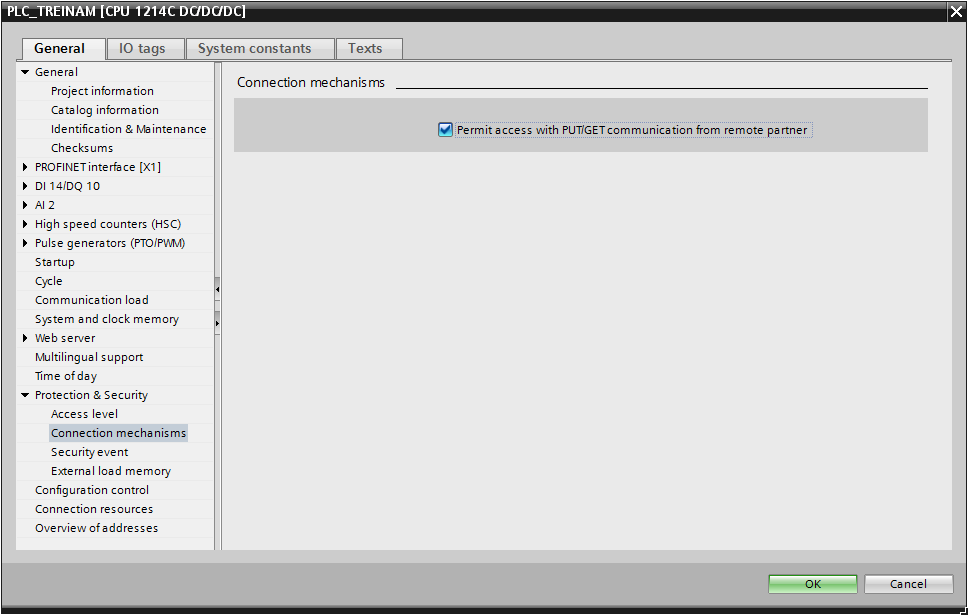 PLC_TREINAM [CPU 1214C DC/DC/DC]
General IO tags System constants Texts
General
Project information
Catalog information
Identification & Maintenance
Checksums
PROFINET interface [X1]
DI 14/DQ 10
AI 2
High speed counters (HSC)
Pulse generators (PTO/PWM)
Startup
Cycle
Communication load
System and clock memory
Web server
Multilingual support
Time of day
Protection & Security
Access level
Connection mechanisms
Security event
External load memory
Configuration control
Connection resources
Overview of addresses
Connection mechanisms
Permit access with PUT/GET communication from remote partner
OK Cancel